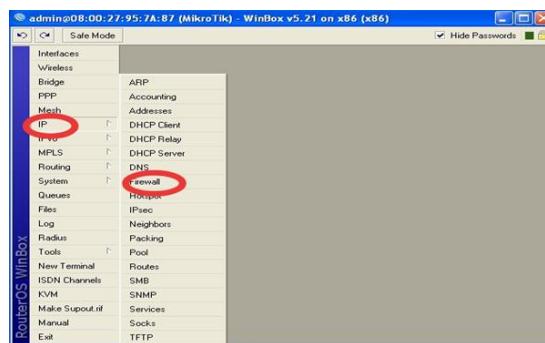 admin@08:00:27:95:7A:87 (MikroTik) - WinBox v5.21 on x86 (x86)
Safe Mode
Hide Passwords
Interfaces
Wireless
Bridge
PPP
Mesh
IP
IPv6
MPLS
Routing
System
Queues
Files
Log
Radius
Tools
New Terminal
ISDN Channels
KVM
Make Supout.rif
Manual
Exit
ARP
Accounting
Addresses
DHCP Client
DHCP Relay
DHCP Server
DNS
Firewall
Hotspot
IPsec
Neighbors
Packing
Pool
Routes
SMB
SNMP
Services
Socks
TFTP
RouterOS WinBox